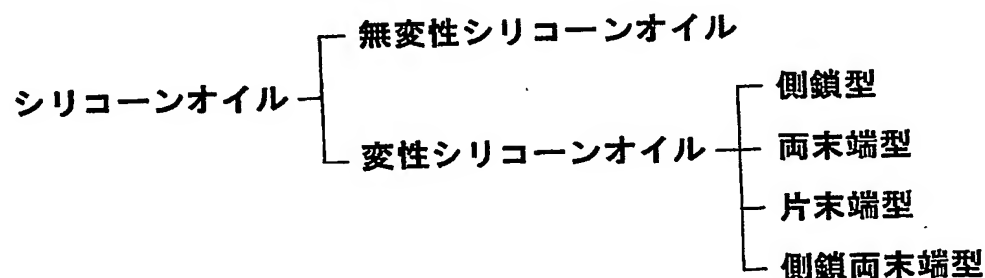 無変性シリコーンオイル
シリコーンオイル
側鎖型
変性シリコーンオイル
両末端型
片末端型
側鎖両末端型